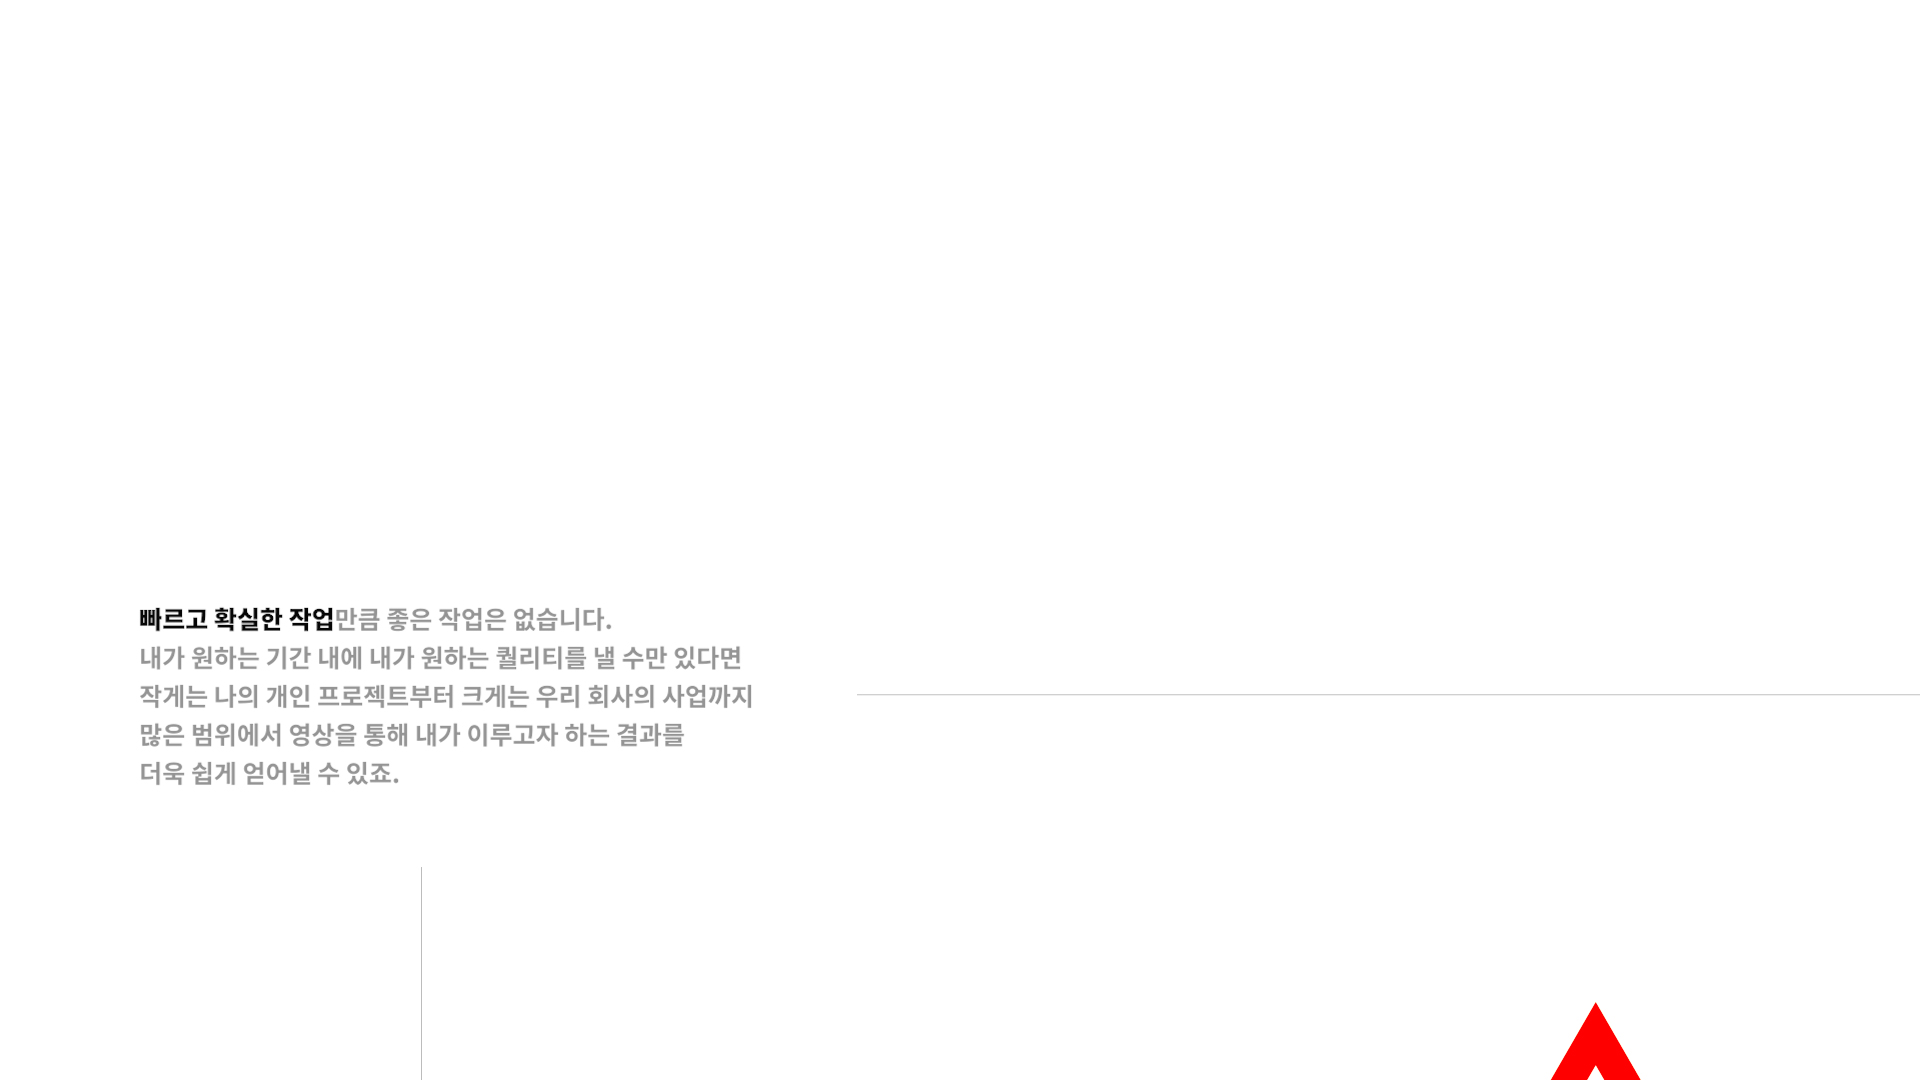 빠르고 확실한 작업만큼 좋은 작업은 없습니다.
내가 원하는 기간 내에 내가 원하는 퀄리티를 낼 수만 있다면
작게는 나의 개인 프로젝트부터 크게는 우리 회사의 사업까지
많은 범위에서 영상을 통해 내가 이루고자 하는 결과를
더욱 쉽게 얻어낼 수 있죠.